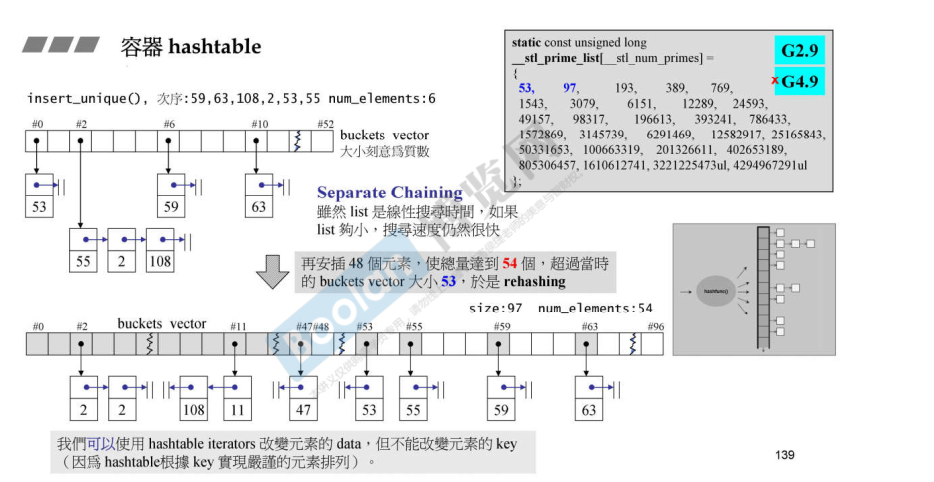 容器 hashtable
insert_unique(), 次序:59,63,108,2,53,55 num_elements:6
#0 #2 #6 #10 #52
buckets vector
大小刻意爲質數
53 59 63
55 2 108
Separate Chaining
雖然 list 是線性搜尋時間，如果
list 夠小，搜尋速度仍然很快
再安插 48 個元素，使總量達到 54 個，超過當時
的 buckets vector 大小 53，於是 rehashing
size:97 num_elements:54
#0 #2 buckets vector #11 #47#48 #53 #55 #59 #63 #96
2 2 108 11 47 53 55 59 63
我們可以使用 hashtable iterators 改變元素的 data，但不能改變元素的 key
（因爲 hashtable根據 key 實現嚴謹的元素排列）。
static const unsigned long
__stl_prime_list[__stl_num_primes] =
{
53, 97, 193, 389, 769,
1543, 3079, 6151, 12289, 24593,
49157, 98317, 196613, 393241, 786433,
1572869, 3145739, 6291469, 12582917, 25165843,
50331653, 100663319, 201326611, 402653189,
805306457, 1610612741, 3221225473ul, 4294967291ul
};
G2.9
x G4.9
hashfunc()
Boolan
博览网
139